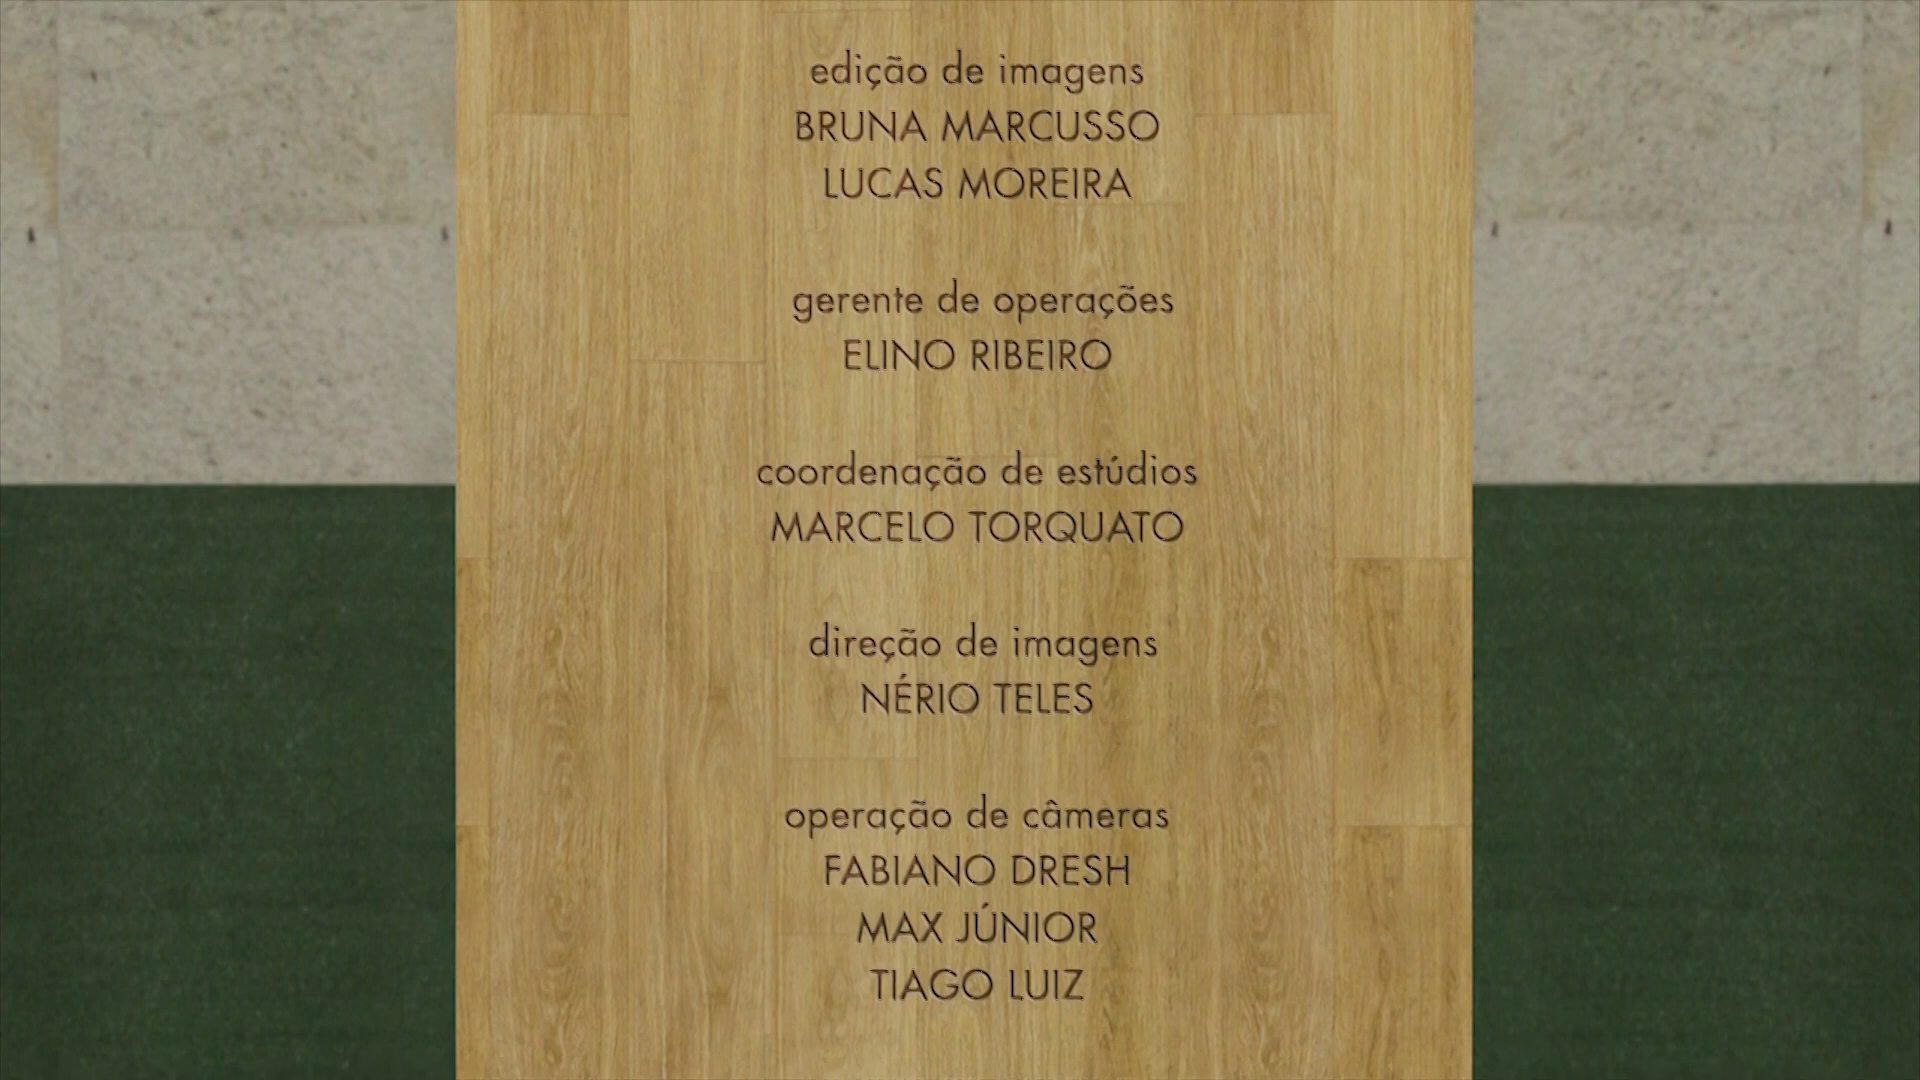 edição de imagens
BRUNA MARCUSSO
LUCAS MOREIRA
gerente de operações
ELINO RIBEIRO
coordenação de estúdios
MARCELO TORQUATO
direção de imagens
NÉRIO TELES
operação de câmeras
FABIANO DRESH
MAX JÚNIOR
TIAGO LUIZ